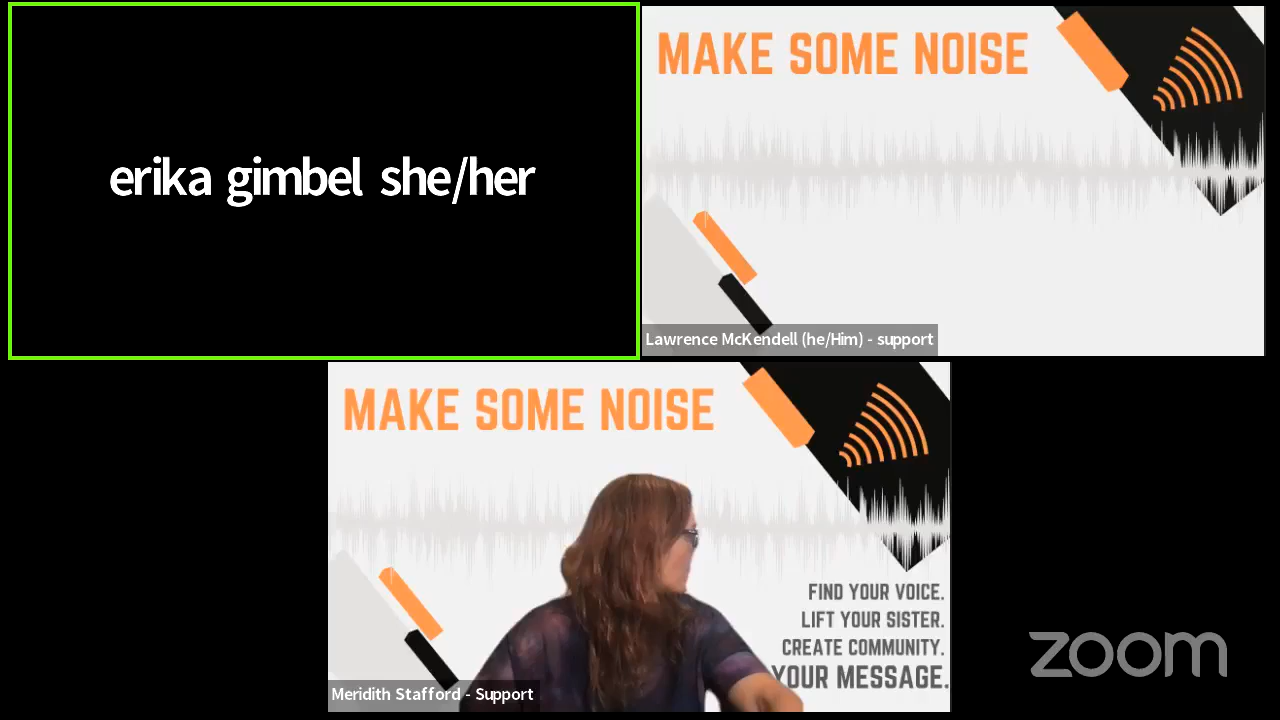 erika gimbel she/her
MAKE SOME NOISE
Lawrence McKendell (he/Him) - support
MAKE SOME NOISE
FIND YOUR VOICE.
LIFT YOUR SISTER.
CREATE COMMUNITY.
YOUR MESSAGE.
Meridith Stafford - Support
zoom